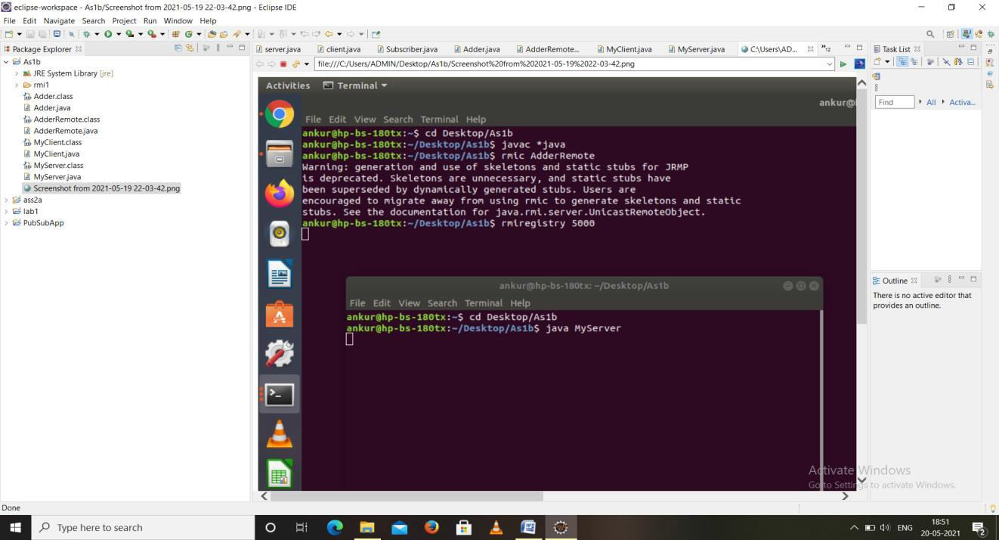 eclipse-workspace - As1b/Screenshot from 2021-05-19 22-03-42.png - Eclipse IDE
File Edit Navigate Search Project Run Window Help
Package Explorer
As1b
JRE System Library [jre]
rmi1
Adder.class
Adder.java
AdderRemote.class
AdderRemote.java
MyClient.class
MyClient.java
MyServer.class
MyServer.java
Screenshot from 2021-05-19 22-03-42.png
ass2a
lab1
PubSubApp
server.java client.java Subscriber.java Adder.java AdderRemote... MyClient.java MyServer.java C:\Users\AD... »12
file:///C:/Users/ADMIN/Desktop/As1b/Screenshot%20from%202021-05-19%2022-03-42.png
Activities Terminal
ankur@
File Edit View Search Terminal Help
ankur@hp-bs-180tx:~$ cd Desktop/As1b
ankur@hp-bs-180tx:~/Desktop/As1b$ javac *java
ankur@hp-bs-180tx:~/Desktop/As1b$ rmic AdderRemote
Warning: generation and use of skeletons and static stubs for JRMP
is deprecated. Skeletons are unnecessary, and static stubs have
been superseded by dynamically generated stubs. Users are
encouraged to migrate away from using rmic to generate skeletons and static
stubs. See the documentation for java.rmi.server.UnicastRemoteObject.
ankur@hp-bs-180tx:~/Desktop/As1b$ rmiregistry 5000
ankur@hp-bs-180tx: ~/Desktop/As1b
File Edit View Search Terminal Help
ankur@hp-bs-180tx:~$ cd Desktop/As1b
ankur@hp-bs-180tx:~/Desktop/As1b$ java MyServer
Task List
Find All Activa...
Outline
There is no active editor that
provides an outline.
Activate Windows
Go to Settings to activate Windows.
Done
Type here to search
ENG
18:51
20-05-2021
2